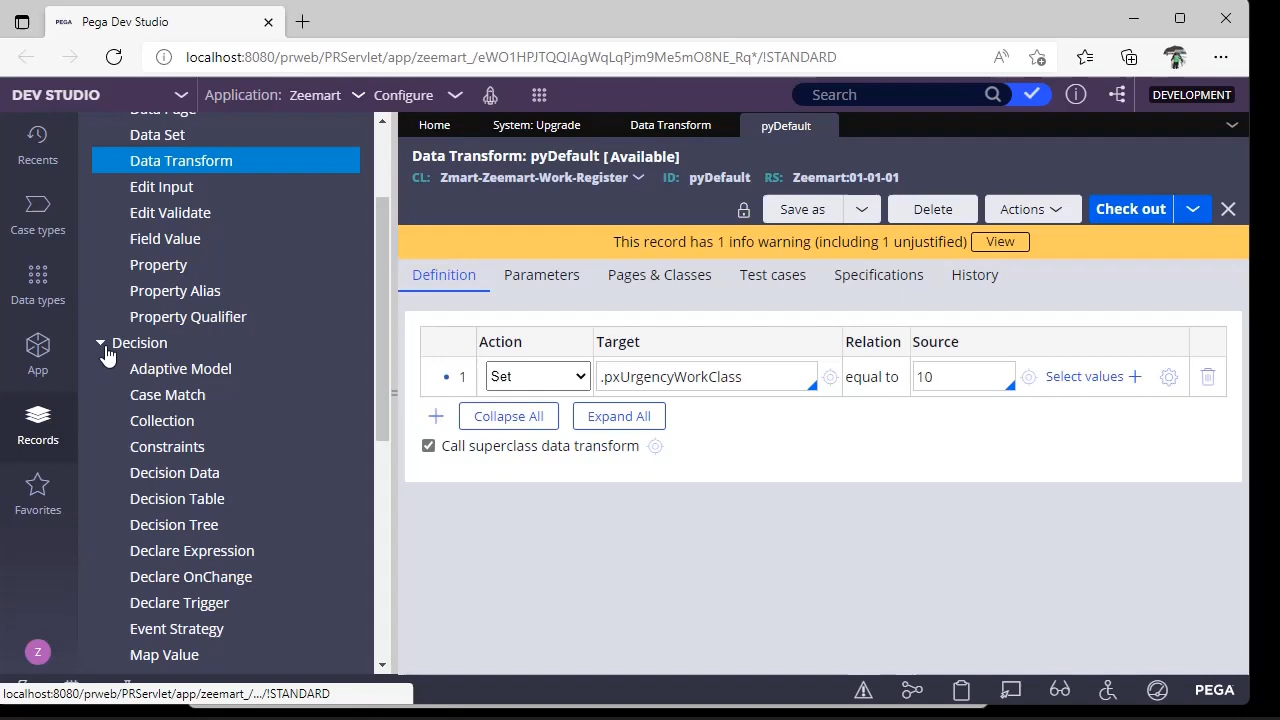 PEGA Pega Dev Studio
localhost:8080/prweb/PRServlet/app/zeemart_/eWO1HPJTQQIAgWqLqPjm9Me5mO8NE_Rq*/!STANDARD
DEV STUDIO
Application: Zeemart
Configure
Search
DEVELOPMENT
Recents
Case types
Data types
App
Records
Favorites
Z
Data Page
Data Set
Data Transform
Edit Input
Edit Validate
Field Value
Property
Property Alias
Property Qualifier
Decision
Adaptive Model
Case Match
Collection
Constraints
Decision Data
Decision Table
Decision Tree
Declare Expression
Declare OnChange
Declare Trigger
Event Strategy
Map Value
Home System: Upgrade Data Transform pyDefault
Data Transform: pyDefault [Available]
CL: Zmart-Zeemart-Work-Register ID: pyDefault RS: Zeemart:01-01-01
Save as Delete Actions Check out
This record has 1 info warning (including 1 unjustified) View
Definition Parameters Pages & Classes Test cases Specifications History
Action Target Relation Source
1 Set .pxUrgencyWorkClass equal to 10 Select values
Collapse All Expand All
Call superclass data transform
localhost:8080/prweb/PRServlet/app/zeemart_/.../!STANDARD
PEGA